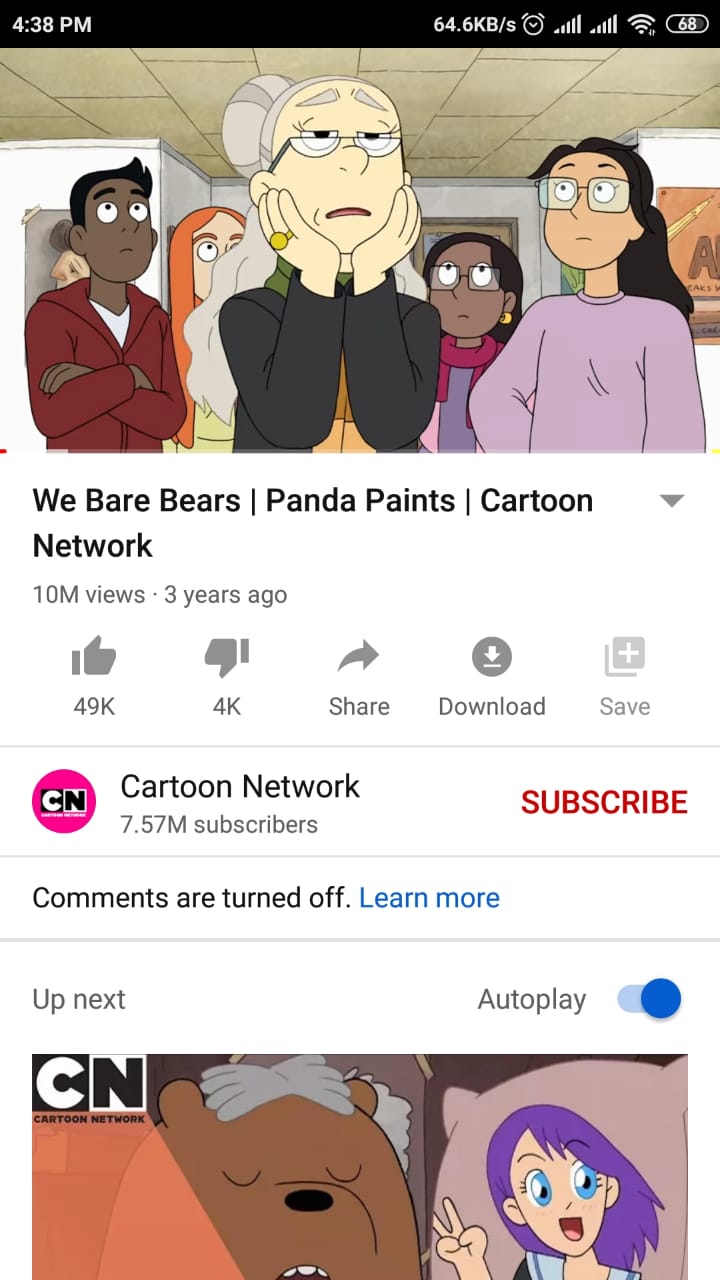 4:38 PM
64.6KB/s
68
A
EAKS W
We Bare Bears | Panda Paints | Cartoon
Network
10M views · 3 years ago
49K
4K
Share
Download
Save
CN
CARTOON NETWORK
Cartoon Network
7.57M subscribers
SUBSCRIBE
Comments are turned off. Learn more
Up next
Autoplay
CN
CARTOON NETWORK